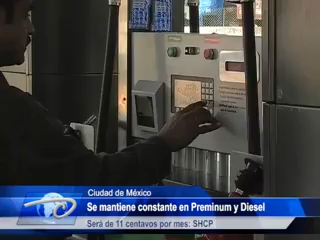 Ciudad de México
Se mantiene constante en Preminum y Diesel
Será de 11 centavos por mes: SHCP